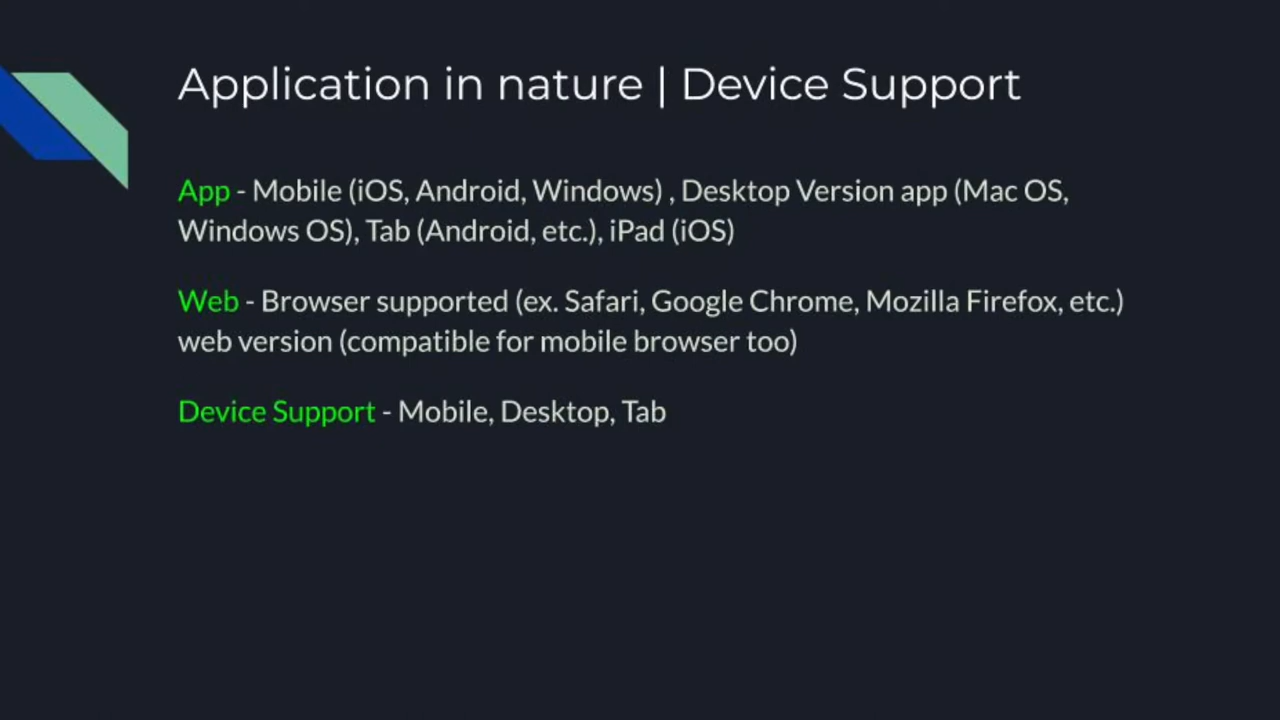 Application in nature | Device Support
App - Mobile (iOS, Android, Windows) , Desktop Version app (Mac OS,
Windows OS), Tab (Android, etc.), iPad (iOS)
Web - Browser supported (ex. Safari, Google Chrome, Mozilla Firefox, etc.)
web version (compatible for mobile browser too)
Device Support - Mobile, Desktop, Tab